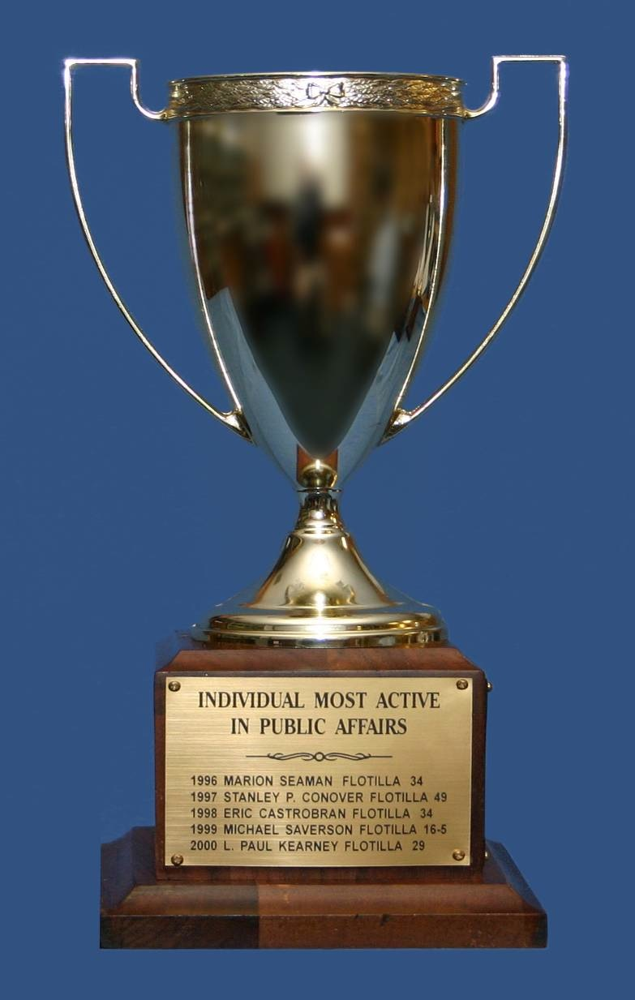 INDIVIDUAL MOST ACTIVE
IN PUBLIC AFFAIRS
1996 MARION SEAMAN FLOTILLA 34
1997 STANLEY P. CONOVER FLOTILLA 49
1998 ERIC CASTROBRAN FLOTILLA 34
1999 MICHAEL SAVERSON FLOTILLA 16-5
2000 L. PAUL KEARNEY FLOTILLA 29